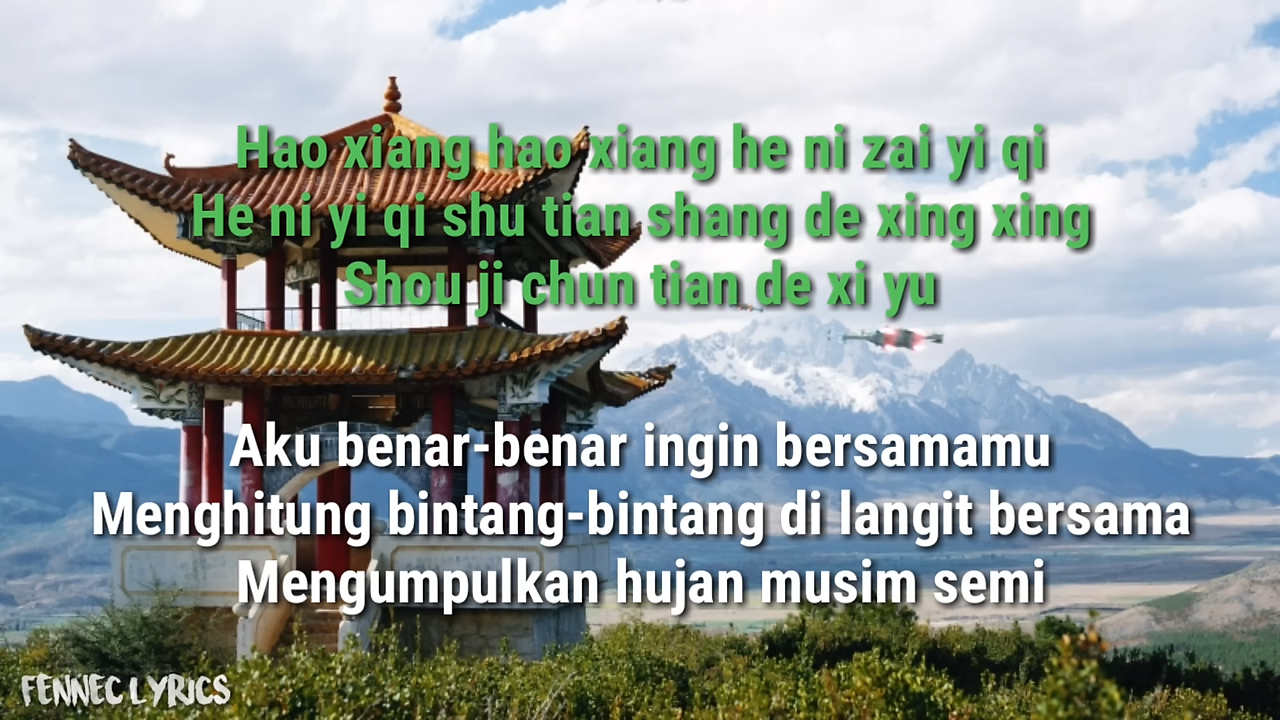 Hao xiang hao xiang he ni zai yi qi
He ni yi qi shu tian shang de xing xing
Shou ji chun tian de xi yu
Aku benar-benar ingin bersamamu
Menghitung bintang-bintang di langit bersama
Mengumpulkan hujan musim semi
FENNEC LYRICS